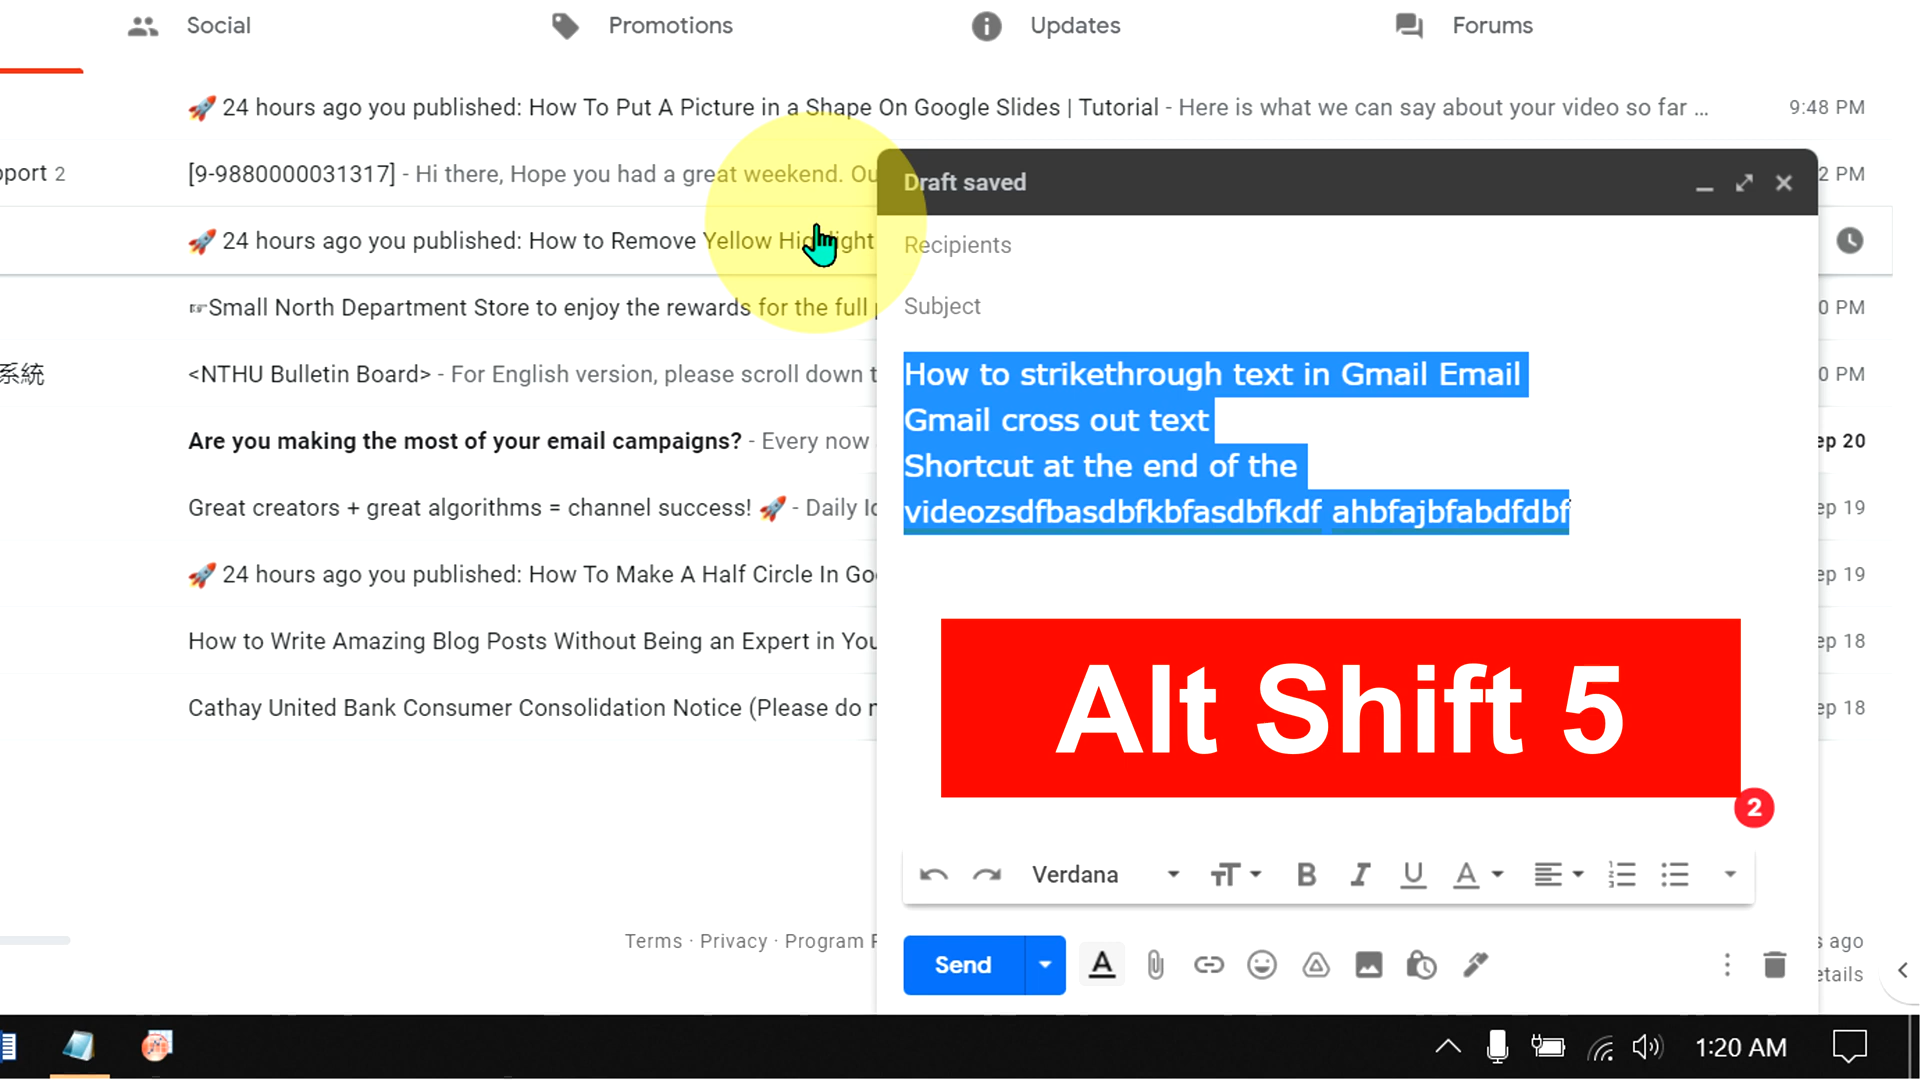 Social Promotions Updates Forums
🚀 24 hours ago you published: How To Put A Picture in a Shape On Google Slides | Tutorial - Here is what we can say about your video so far ... 9:48 PM
pport 2 [9-9880000031317] - Hi there, Hope you had a great weekend. Ou 2 PM
🚀 24 hours ago you published: How to Remove Yellow Highlight
☞Small North Department Store to enjoy the rewards for the full 0 PM
系統 <NTHU Bulletin Board> - For English version, please scroll down t 0 PM
Are you making the most of your email campaigns? - Every now ep 20
Great creators + great algorithms = channel success! 🚀 - Daily Ic ep 19
🚀 24 hours ago you published: How To Make A Half Circle In Go ep 19
How to Write Amazing Blog Posts Without Being an Expert in You ep 18
Cathay United Bank Consumer Consolidation Notice (Please do ep 18
Draft saved
Recipients
Subject
How to strikethrough text in Gmail Email
Gmail cross out text
Shortcut at the end of the
videozsdfbasdbfkbfasdbfkdf ahbfajbfabdfdbf
Alt Shift 5
2
Verdana
Send
Terms · Privacy · Program
s ago
etails
1:20 AM